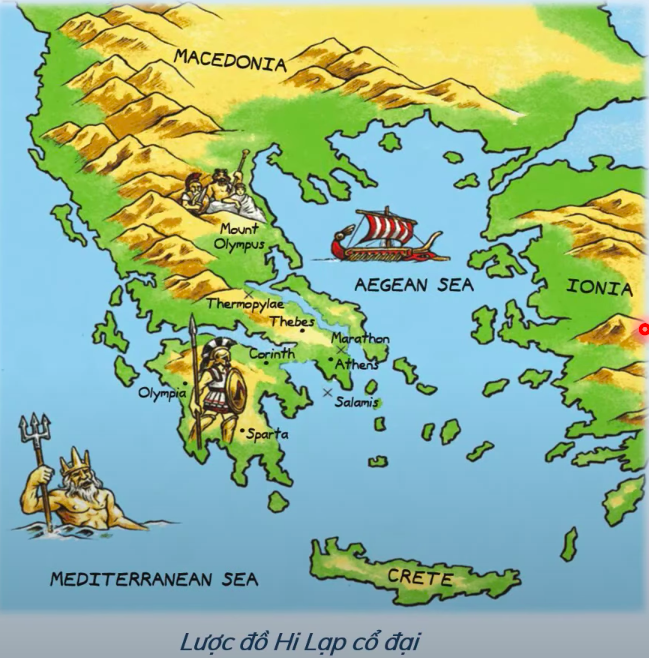 MACEDONIA
Mount
Olympus
AEGEAN SEA
IONIA
Thermopylae
Thebes
Marathon
Corinth
Athens
Olympia
Salamis
Sparta
MEDITERRANEAN SEA
CRETE
Lược đồ Hi Lạp cổ đại